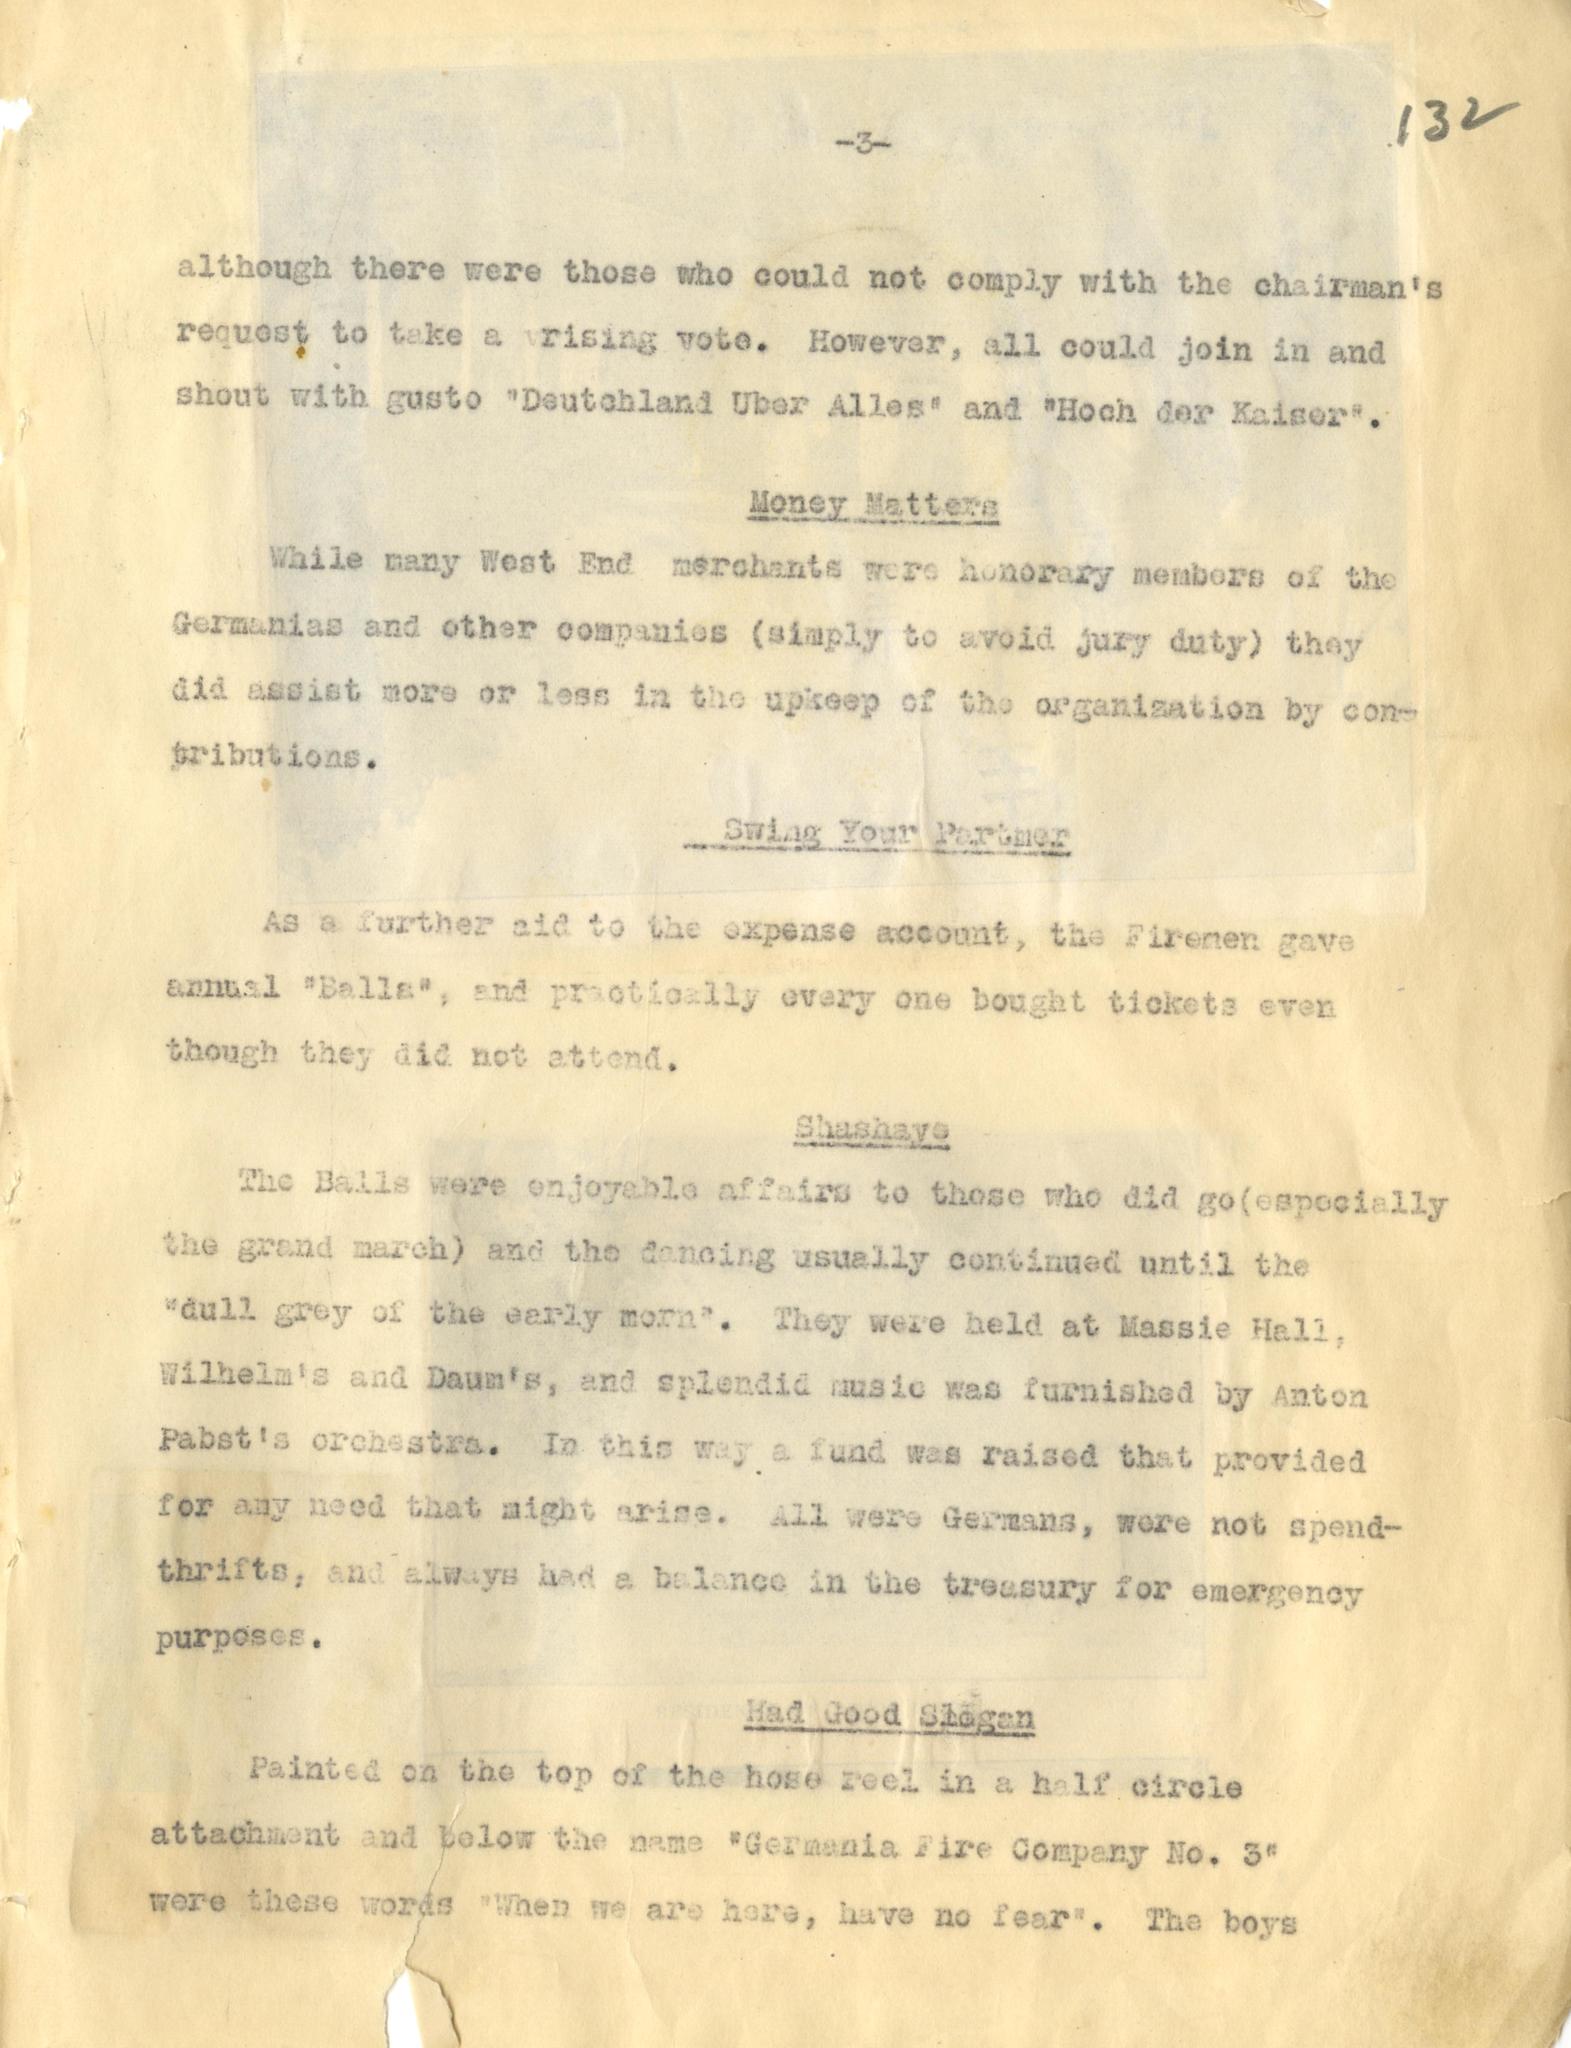 132
-3-
although there were those who could not comply with the chairman's
request to take a rising vote. However, all could join in and
shout with gusto "Deutchland Uber Alles" and "Hoch der Kaiser".
Money Matters
While many West End merchants were honorary members of the
Germanias and other companies (simply to avoid jury duty) they
did assist more or less in the upkeep of the organization by con-
tributions.
Swing Your Partner
As a further aid to the expense account, the Firemen gave
annual "Balls", and practically every one bought tickets even
though they did not attend.
Shashaye
The Balls were enjoyable affairs to those who did go(especially
the grand march) and the dancing usually continued until the
"dull grey of the early morn". They were held at Massie Hall,
Wilhelm's and Daum's, and splendid music was furnished by Anton
Pabst's orchestra. In this way a fund was raised that provided
for any need that might arise. All were Germans, were not spend-
thrifts, and always had a balance in the treasury for emergency
purposes.
Had Good Slogan
Painted on the top of the hose reel in a half circle
attachment and below the name "Germania Fire Company No. 3"
were these words "When we are here, have no fear". The boys